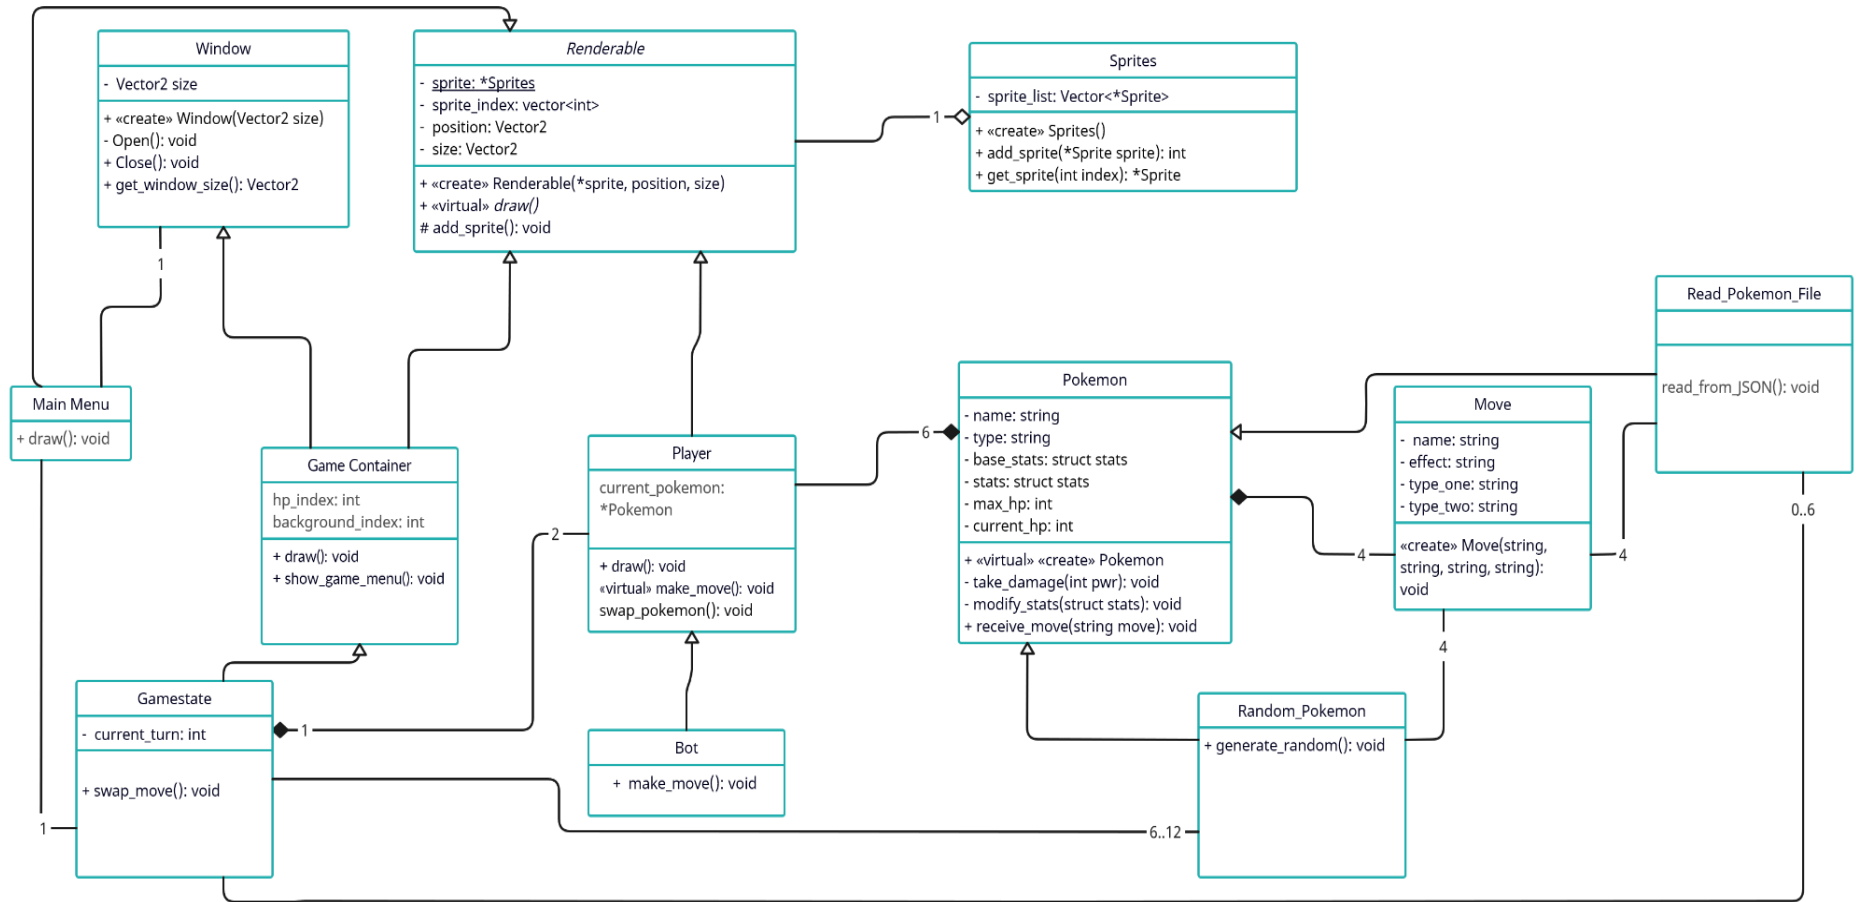 Window
- Vector2 size
+ «create» Window(Vector2 size)
- Open(): void
+ Close(): void
+ get_window_size(): Vector2
1
Renderable
- sprite: *Sprites
- sprite_index: vector<int>
- position: Vector2
- size: Vector2
+ «create» Renderable(*sprite, position, size)
+ «virtual» draw()
# add_sprite(): void
1
Sprites
- sprite_list: Vector<*Sprite>
+ «create» Sprites()
+ add_sprite(*Sprite sprite): int
+ get_sprite(int index): *Sprite
Main Menu
+ draw(): void
Game Container
hp_index: int
background_index: int
+ draw(): void
+ show_game_menu(): void
Player
current_pokemon:
*Pokemon
+ draw(): void
«virtual» make_move(): void
swap_pokemon(): void
6
2
Pokemon
- name: string
- type: string
- base_stats: struct stats
- stats: struct stats
- max_hp: int
- current_hp: int
+ «virtual» «create» Pokemon
- take_damage(int pwr): void
- modify_stats(struct stats): void
+ receive_move(string move): void
4
Move
- name: string
- effect: string
- type_one: string
- type_two: string
«create» Move(string,
string, string, string):
void
4
4
Read_Pokemon_File
read_from_JSON(): void
0..6
Gamestate
- current_turn: int
+ swap_move(): void
1
1
Bot
+ make_move(): void
Random_Pokemon
+ generate_random(): void
6..12